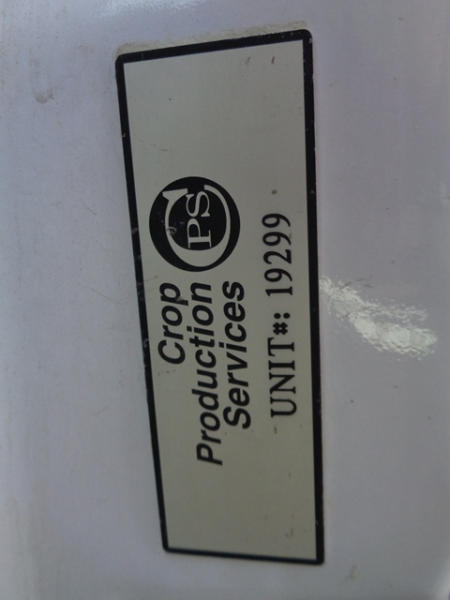 Crop
Production
Services
CPS
UNIT#: 19299